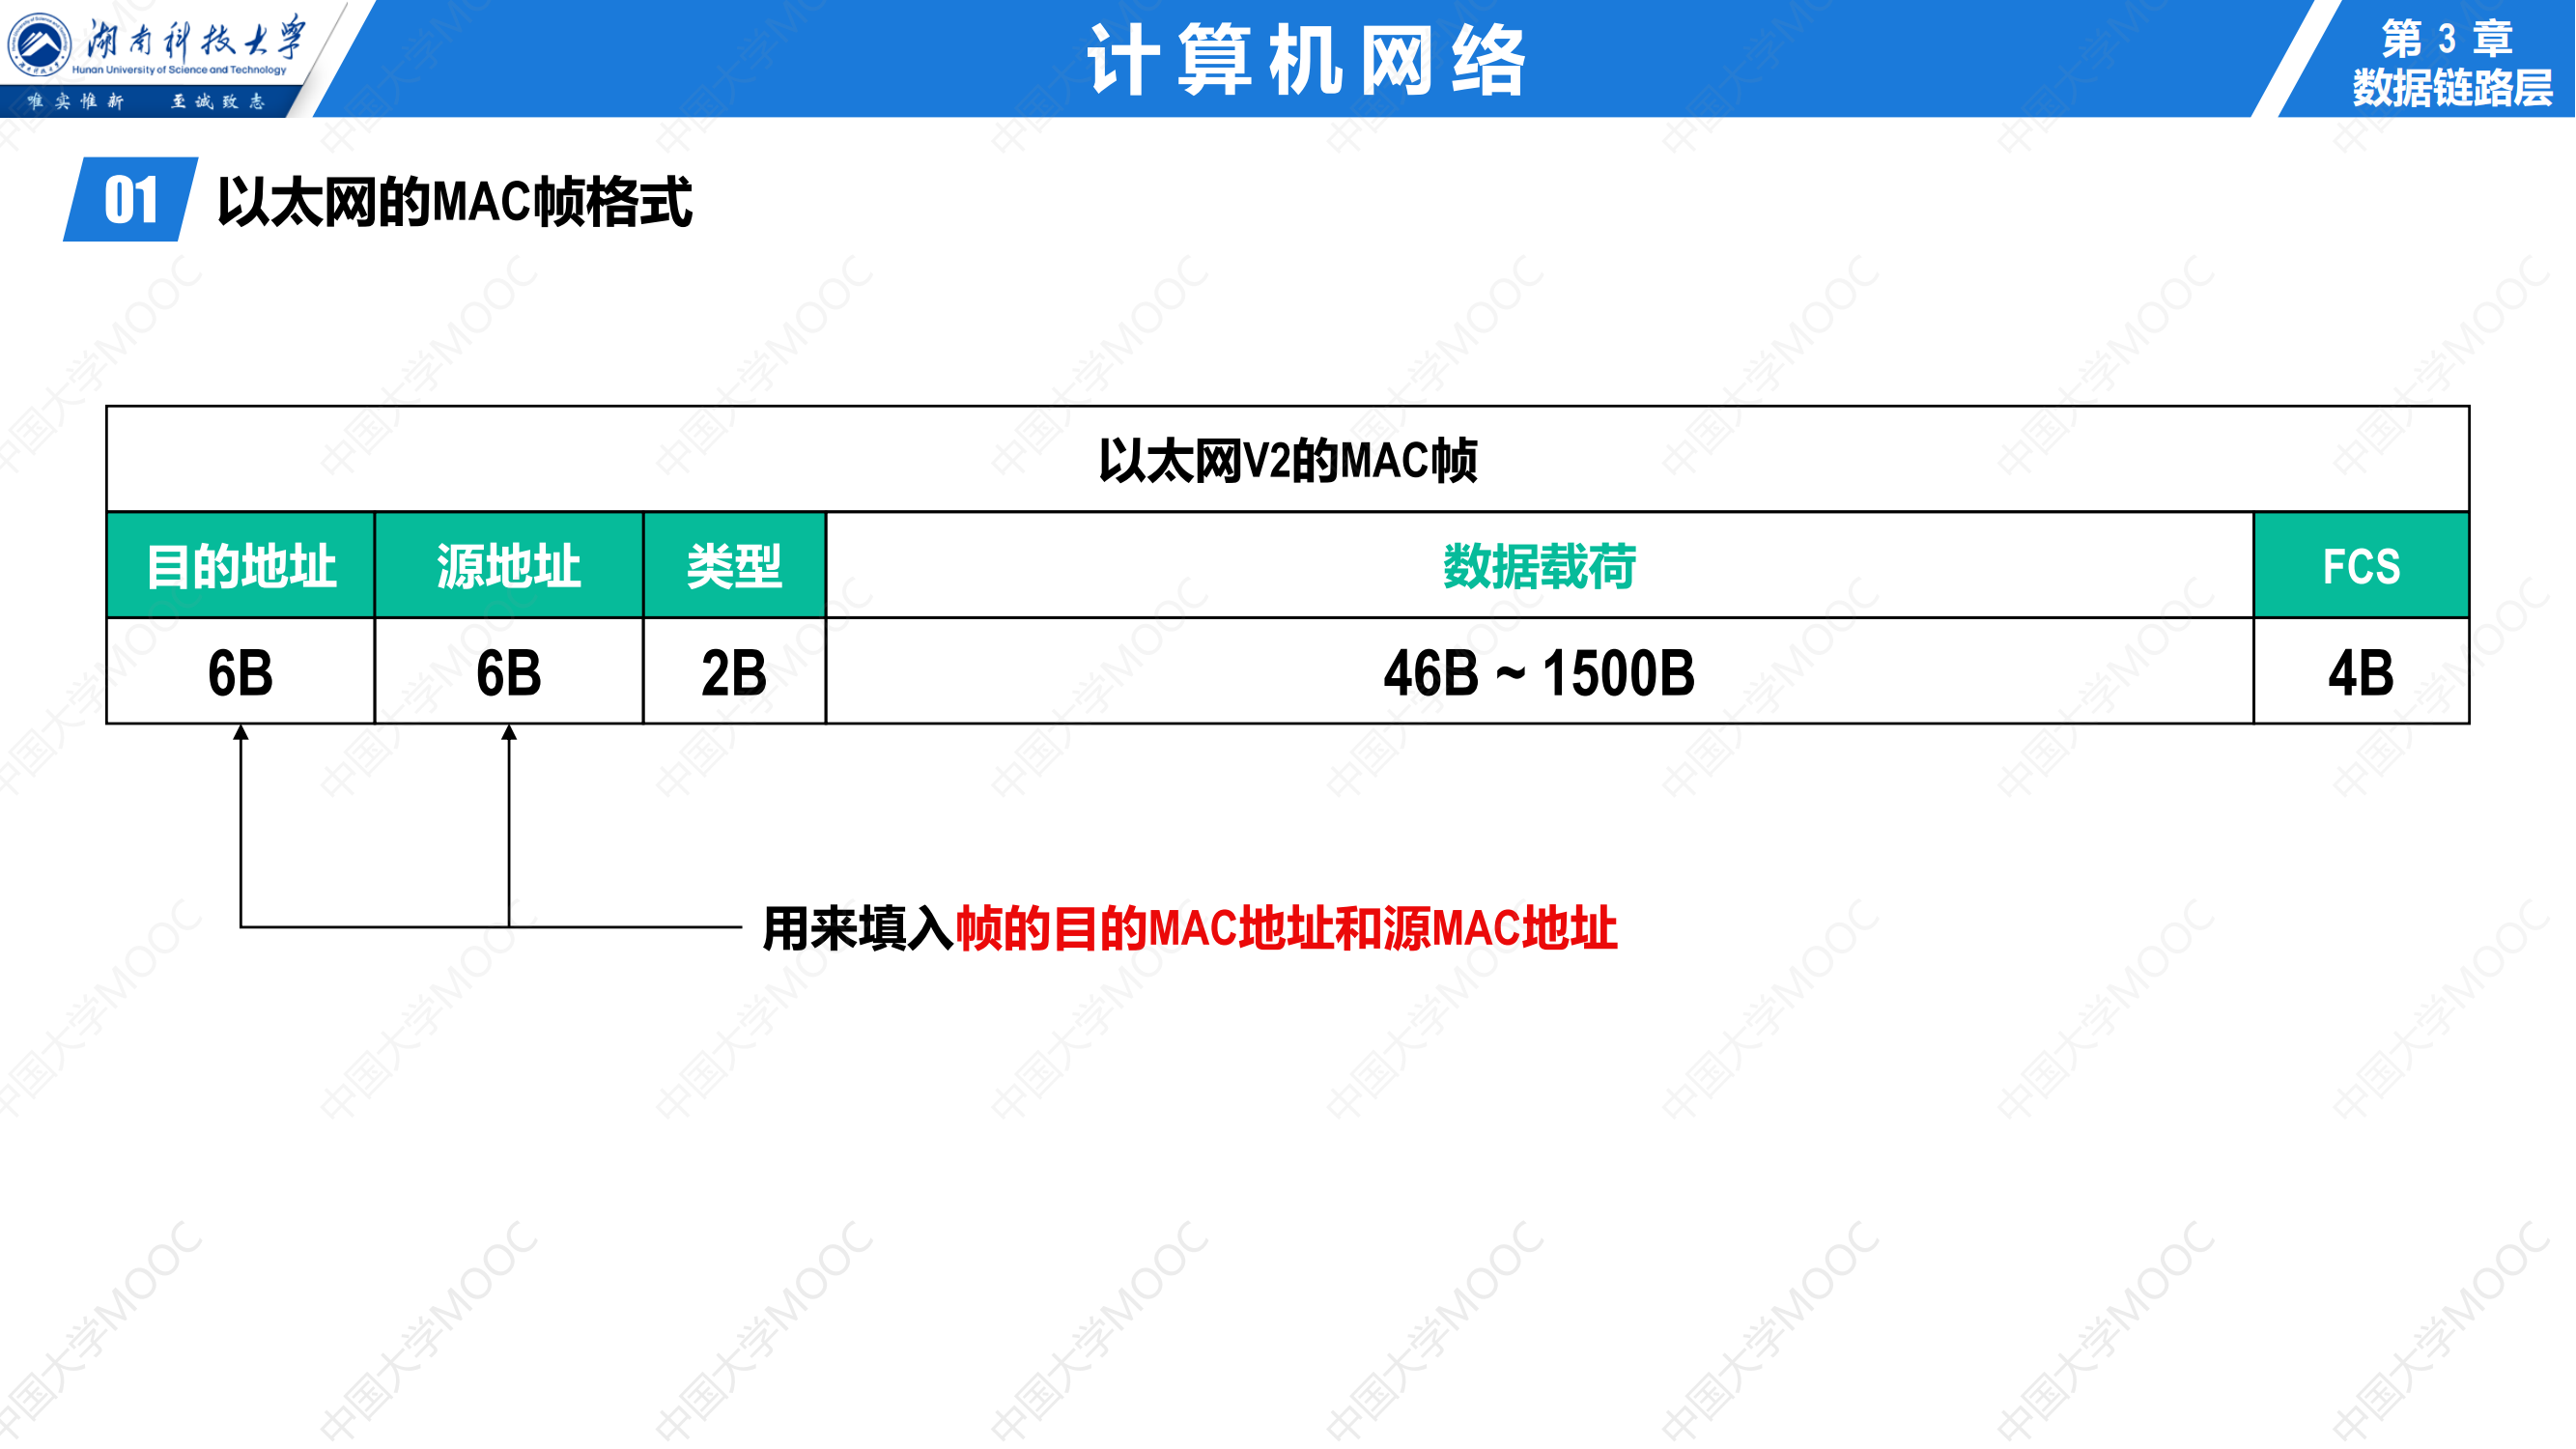 湖南科技大学
Hunan University of Science and Technology
唯实惟新 至诚致志
计算机网络
第 3 章
数据链路层
01 以太网的MAC帧格式
以太网V2的MAC帧
目的地址 源地址 类型 数据载荷 FCS
6B 6B 2B 46B ~ 1500B 4B
用来填入帧的目的MAC地址和源MAC地址
中国大学MOOC